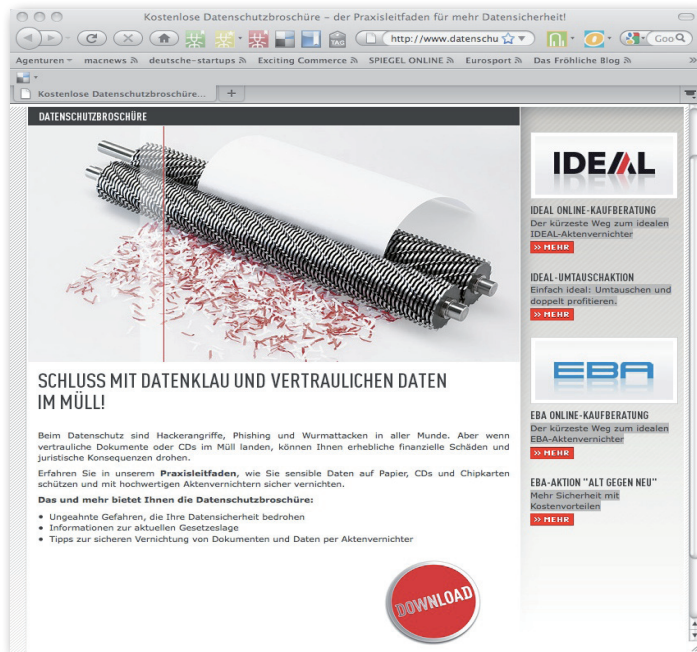 Kostenlose Datenschutzbroschüre – der Praxisleitfaden für mehr Datensicherheit!
TAG
http://www.datenschu
Goo
Agenturen macnews deutsche-startups Exciting Commerce SPIEGEL ONLINE Eurosport Das Fröhliche Blog »
Kostenlose Datenschutzbroschüre... +
DATENSCHUTZBROSCHÜRE
SCHLUSS MIT DATENKLAU UND VERTRAULICHEN DATEN
IM MÜLL!
Beim Datenschutz sind Hackerangriffe, Phishing und Wurmattacken in aller Munde. Aber wenn
vertrauliche Dokumente oder CDs im Müll landen, können Ihnen erhebliche finanzielle Schäden und
juristische Konsequenzen drohen.
Erfahren Sie in unserem Praxisleitfaden, wie Sie sensible Daten auf Papier, CDs und Chipkarten
schützen und mit hochwertigen Aktenvernichtern sicher vernichten.
Das und mehr bietet Ihnen die Datenschutzbroschüre:
• Ungeahnte Gefahren, die Ihre Datensicherheit bedrohen
• Informationen zur aktuellen Gesetzeslage
• Tipps zur sicheren Vernichtung von Dokumenten und Daten per Aktenvernichter
DOWNLOAD
IDEAL
IDEAL ONLINE-KAUFBERATUNG
Der kürzeste Weg zum idealen
IDEAL-Aktenvernichter
» MEHR
IDEAL-UMTAUSCHAKTION
Einfach ideal: Umtauschen und
doppelt profitieren.
» MEHR
EBA
EBA ONLINE-KAUFBERATUNG
Der kürzeste Weg zum idealen
EBA-Aktenvernichter
» MEHR
EBA-AKTION "ALT GEGEN NEU"
Mehr Sicherheit mit
Kostenvorteilen
» MEHR